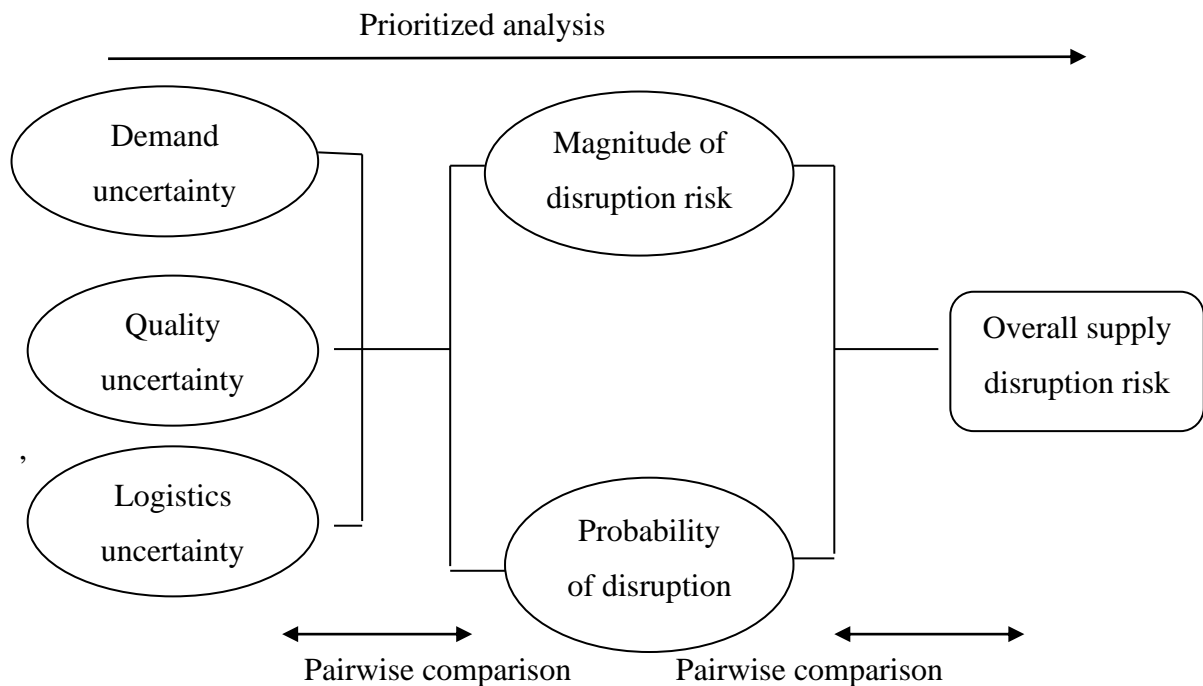 Prioritized analysis
Demand
uncertainty
Quality
uncertainty
,
Logistics
uncertainty
Magnitude of
disruption risk
Probability
of disruption
Overall supply
disruption risk
Pairwise comparison
Pairwise comparison